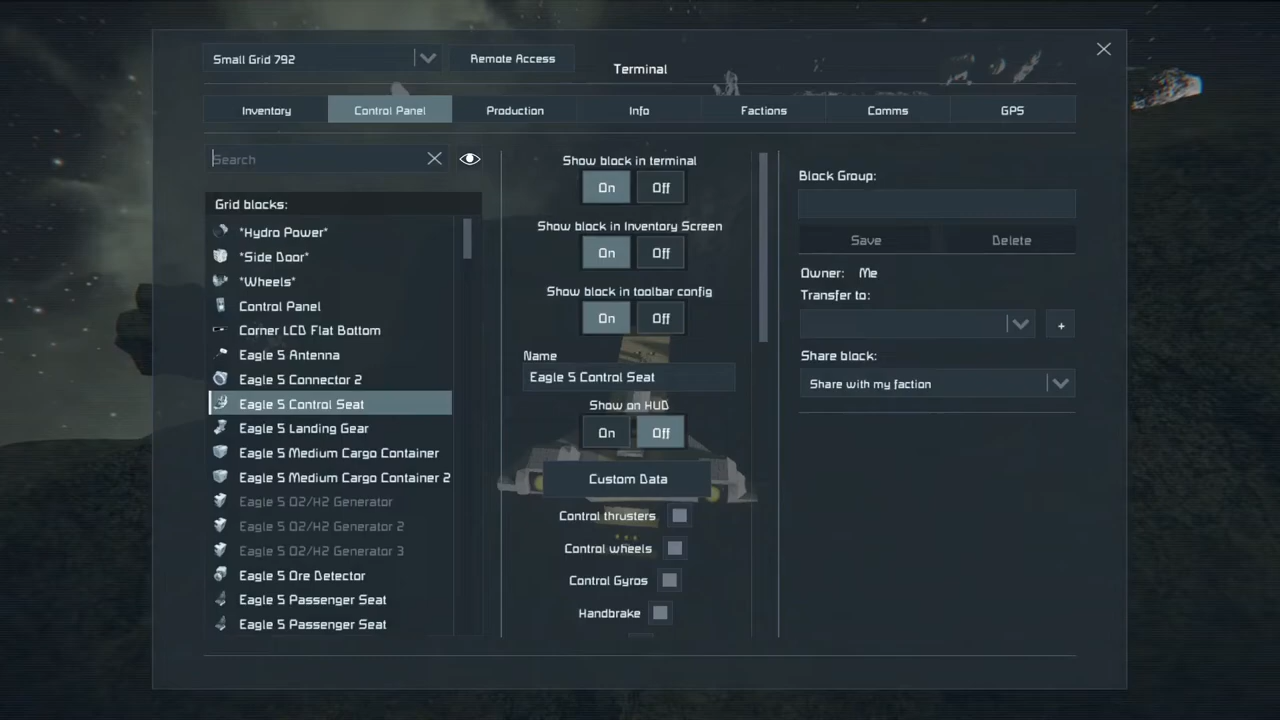 Small Grid 792
Remote Access
Terminal
Inventory
Control Panel
Production
Info
Factions
Comms
GPS
Search
Grid blocks:
*Hydro Power*
*Side Door*
*Wheels*
Control Panel
Corner LCD Flat Bottom
Eagle 5 Antenna
Eagle 5 Connector 2
Eagle 5 Control Seat
Eagle 5 Landing Gear
Eagle 5 Medium Cargo Container
Eagle 5 Medium Cargo Container 2
Eagle 5 O2/H2 Generator
Eagle 5 O2/H2 Generator 2
Eagle 5 O2/H2 Generator 3
Eagle 5 Ore Detector
Eagle 5 Passenger Seat
Eagle 5 Passenger Seat
Show block in terminal
On Off
Show block in Inventory Screen
On Off
Show block in toolbar config
On Off
Name
Eagle 5 Control Seat
Show on HUD
On Off
Custom Data
Control thrusters
Control wheels
Control Gyros
Handbrake
Block Group:
Save
Delete
Owner: Me
Transfer to:
+
Share block:
Share with my faction